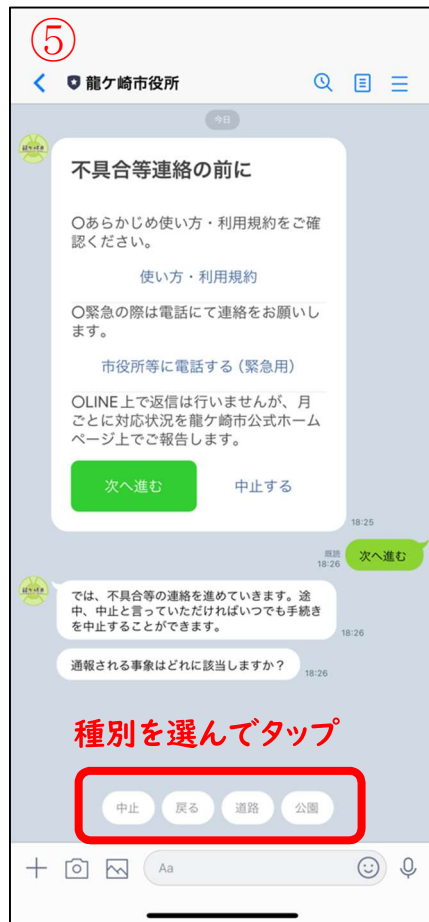 ⑤
龍ケ崎市役所
今日
不具合等連絡の前に
〇あらかじめ使い方・利用規約をご確
認ください。
使い方・利用規約
〇緊急の際は電話にて連絡をお願いし
ます。
市役所等に電話する（緊急用）
〇LINE上で返信は行いませんが、月
ごとに対応状況を龍ケ崎市公式ホーム
ページ上でご報告します。
次へ進む 中止する
18:25
既読
18:26
次へ進む
では、不具合等の連絡を進めていきます。途
中、中止と言っていただければいつでも手続き
を中止することができます。
18:26
通報される事象はどれに該当しますか？
18:26
種別を選んでタップ
中止 戻る 道路 公園
Aa